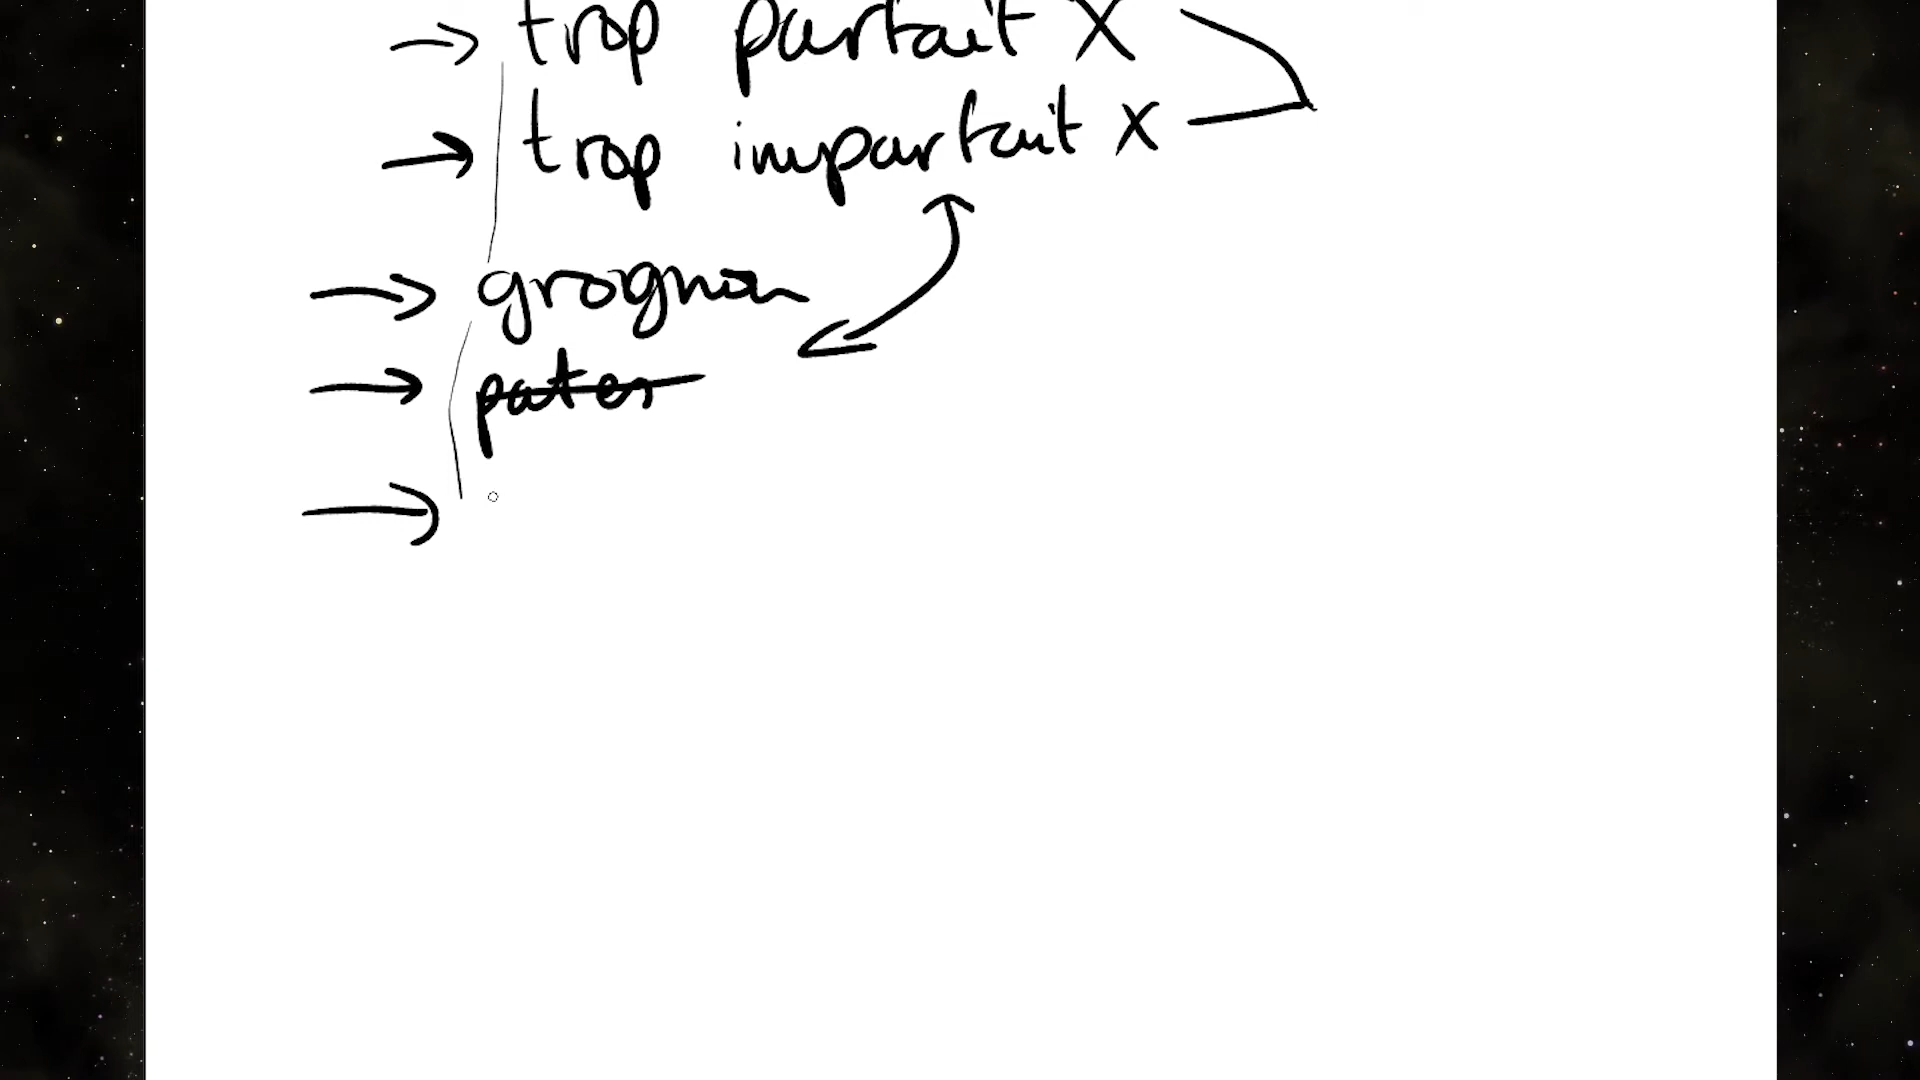 → trop parfait X
→ trop imparfait X
→ grognon
→ pater
→